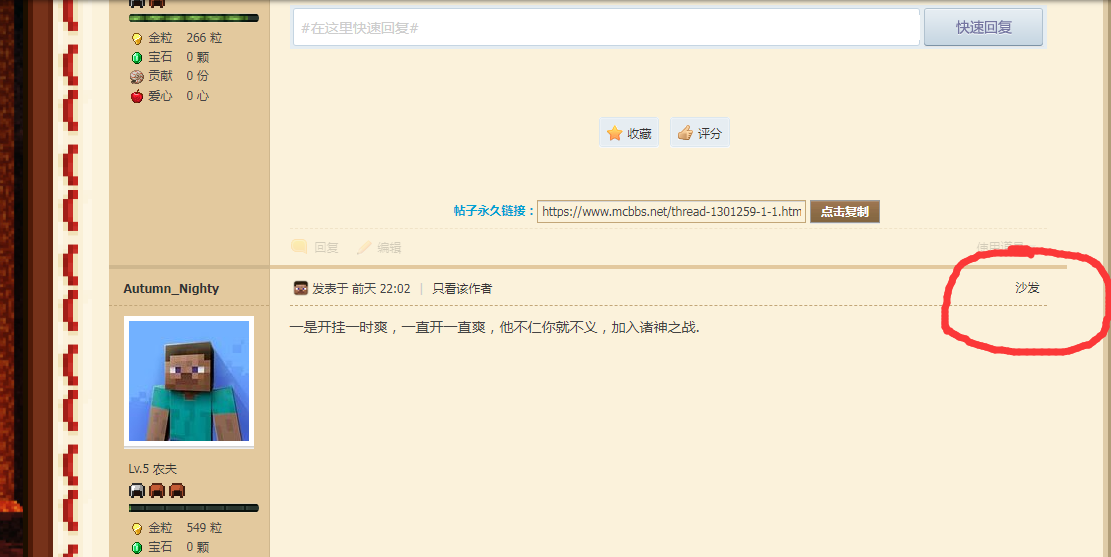 #在这里快速回复#
快速回复
金粒 266 粒
宝石 0 颗
贡献 0 份
爱心 0 心
收藏
评分
帖子永久链接：
https://www.mcbbs.net/thread-1301259-1-1.htm
点击复制
回复
编辑
Autumn_Nighty
发表于 前天 22:02 | 只看该作者
沙发
一是开挂一时爽，一直开一直爽，他不仁你就不义，加入诸神之战.
Lv.5 农夫
金粒 549 粒
宝石 0 颗